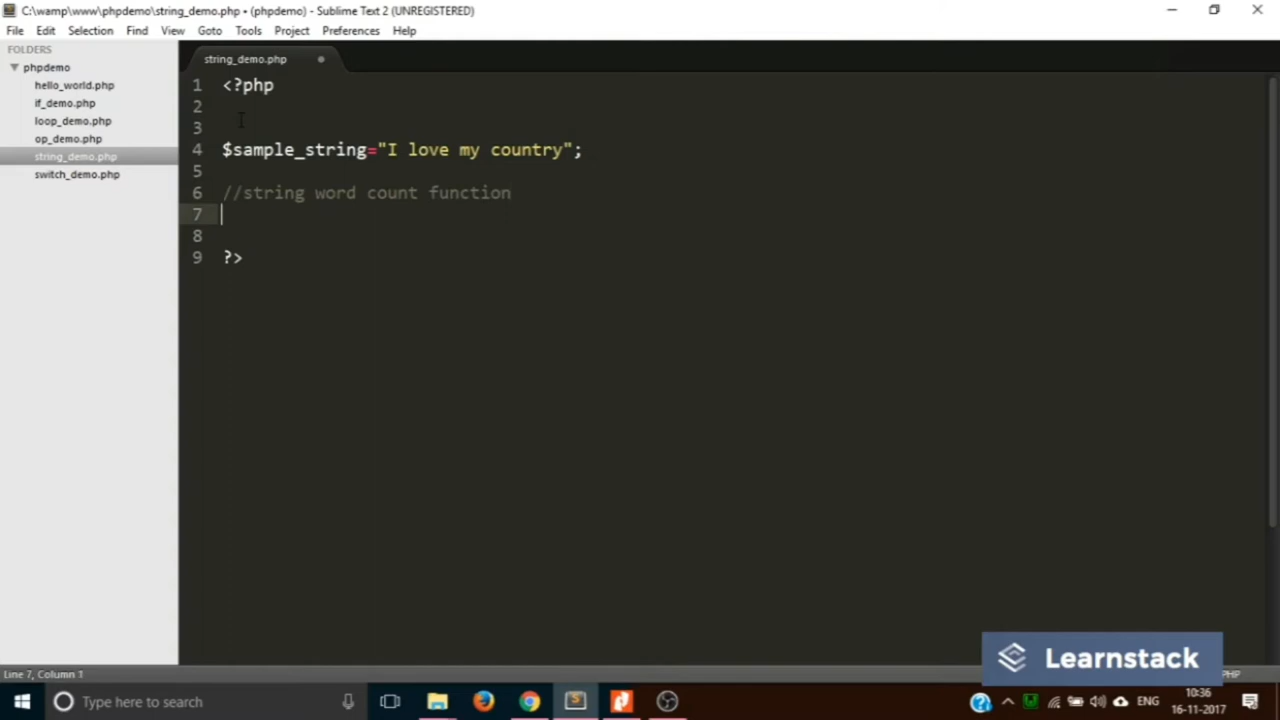 C:\wamp\www\phpdemo\string_demo.php • (phpdemo) - Sublime Text 2 (UNREGISTERED)
File Edit Selection Find View Goto Tools Project Preferences Help
FOLDERS
phpdemo
hello_world.php
if_demo.php
loop_demo.php
op_demo.php
string_demo.php
switch_demo.php
string_demo.php
1 <?php
2
3
4 $sample_string="I love my country";
5
6 //string word count function
7
8
9 ?>
Learnstack
Line 7, Column 1
PHP
Type here to search
ENG
10:36
16-11-2017